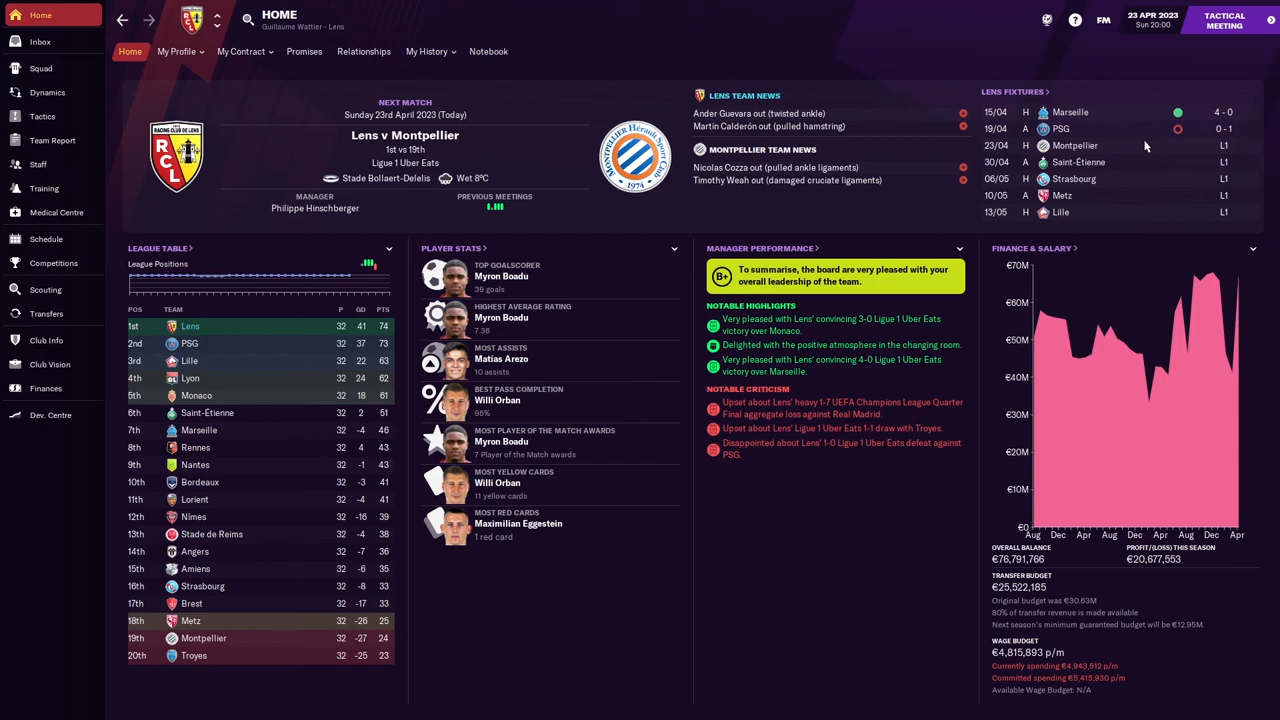 Home
Inbox
Squad
Dynamics
Tactics
Team Report
Staff
Training
Medical Centre
Schedule
Competitions
Scouting
Transfers
Club Info
Club Vision
Finances
Dev. Centre
HOME
Guillaume Wattier - Lens
FM
23 APR 2023
Sun 20:00
TACTICAL
MEETING
Home
My Profile
My Contract
Promises
Relationships
My History
Notebook
NEXT MATCH
Sunday 23rd April 2023 (Today)
Lens v Montpellier
1st vs 19th
Ligue 1 Uber Eats
Stade Bollaert-Delelis Wet 8ºC
MANAGER
Philippe Hinschberger
PREVIOUS MEETINGS
LENS TEAM NEWS
Ander Guevara out (twisted ankle)
Martín Calderón out (pulled hamstring)
MONTPELLIER TEAM NEWS
Nicolas Cozza out (pulled ankle ligaments)
Timothy Weah out (damaged cruciate ligaments)
LENS FIXTURES
15/04 H Marseille 4 - 0
19/04 A PSG 0 - 1
23/04 H Montpellier L1
30/04 A Saint-Étienne L1
06/05 H Strasbourg L1
10/05 A Metz L1
13/05 H Lille L1
LEAGUE TABLE
League Positions
POS TEAM P GD PTS
1st Lens 32 41 74
2nd PSG 32 37 73
3rd Lille 32 22 63
4th Lyon 32 24 62
5th Monaco 32 18 61
6th Saint-Étienne 32 2 51
7th Marseille 32 -4 46
8th Rennes 32 4 43
9th Nantes 32 -1 43
10th Bordeaux 32 -3 41
11th Lorient 32 -4 41
12th Nîmes 32 -16 39
13th Stade de Reims 32 -4 38
14th Angers 32 -7 36
15th Amiens 32 -6 35
16th Strasbourg 32 -8 33
17th Brest 32 -17 33
18th Metz 32 -26 25
19th Montpellier 32 -27 24
20th Troyes 32 -25 23
PLAYER STATS
TOP GOALSCORER
Myron Boadu
39 goals
HIGHEST AVERAGE RATING
Myron Boadu
7.36
MOST ASSISTS
Matías Arezo
10 assists
BEST PASS COMPLETION
Willi Orban
95%
MOST PLAYER OF THE MATCH AWARDS
Myron Boadu
7 Player of the Match awards
MOST YELLOW CARDS
Willi Orban
11 yellow cards
MOST RED CARDS
Maximilian Eggestein
1 red card
MANAGER PERFORMANCE
B+
To summarise, the board are very pleased with your
overall leadership of the team.
NOTABLE HIGHLIGHTS
Very pleased with Lens' convincing 3-0 Ligue 1 Uber Eats
victory over Monaco.
Delighted with the positive atmosphere in the changing room.
Very pleased with Lens' convincing 4-0 Ligue 1 Uber Eats
victory over Marseille.
NOTABLE CRITICISM
Upset about Lens' heavy 1-7 UEFA Champions League Quarter
Final aggregate loss against Real Madrid.
Upset about Lens' Ligue 1 Uber Eats 1-1 draw with Troyes.
Disappointed about Lens' 1-0 Ligue 1 Uber Eats defeat against
PSG.
FINANCE & SALARY
€70M
€60M
€50M
€40M
€30M
€20M
€10M
€0
Aug Dec Apr Aug Dec Apr Aug Dec Apr
OVERALL BALANCE
€76,791,766
PROFIT/(LOSS) THIS SEASON
€20,677,553
TRANSFER BUDGET
€25,522,185
Original budget was €30.63M
80% of transfer revenue is made available
Next season's minimum guaranteed budget will be €12.95M.
WAGE BUDGET
€4,815,893 p/m
Currently spending €4,943,512 p/m
Committed spending €5,415,930 p/m
Available Wage Budget: N/A